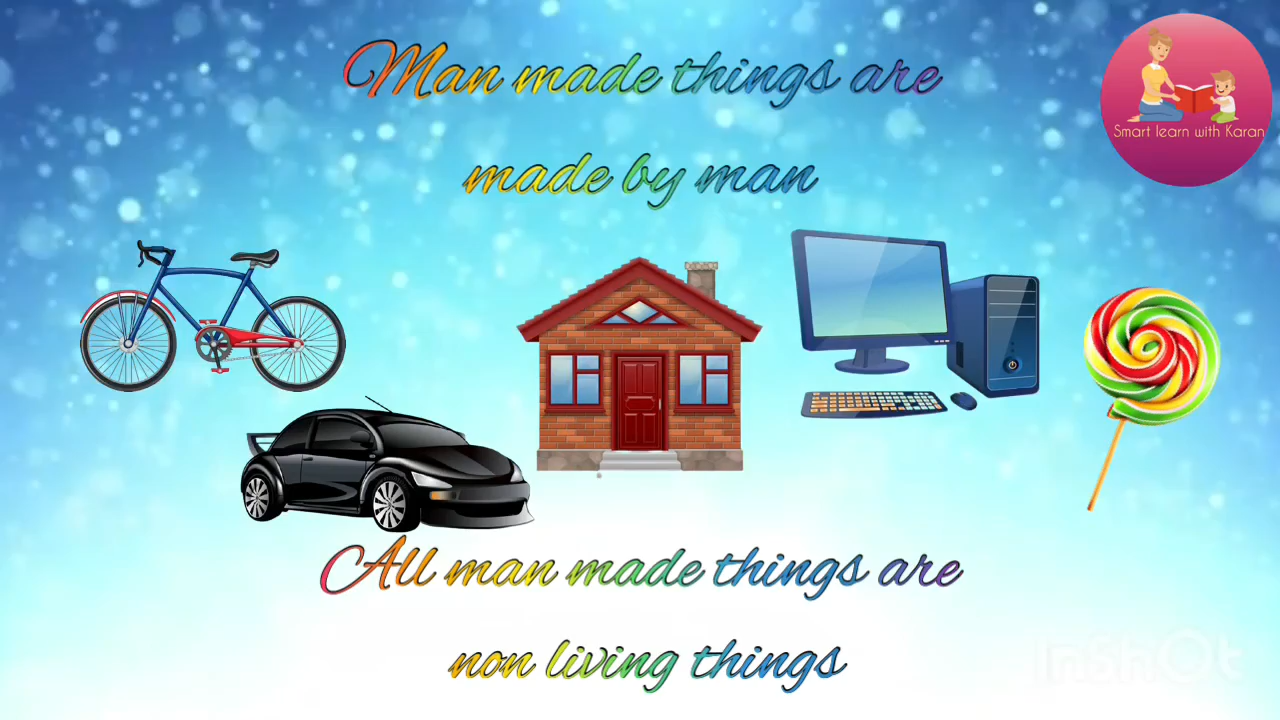 Man made things are
made by man
Smart learn with Karan
All man made things are
non living things
InShOt